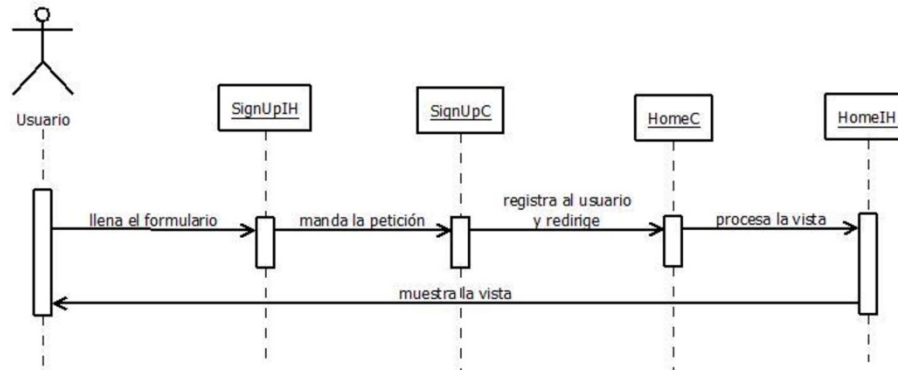 Usuario
SignUpIH
SignUpC
HomeC
HomeIH
llena el formulario
manda la petición
registra al usuario
y redirige
procesa la vista
muestra la vista